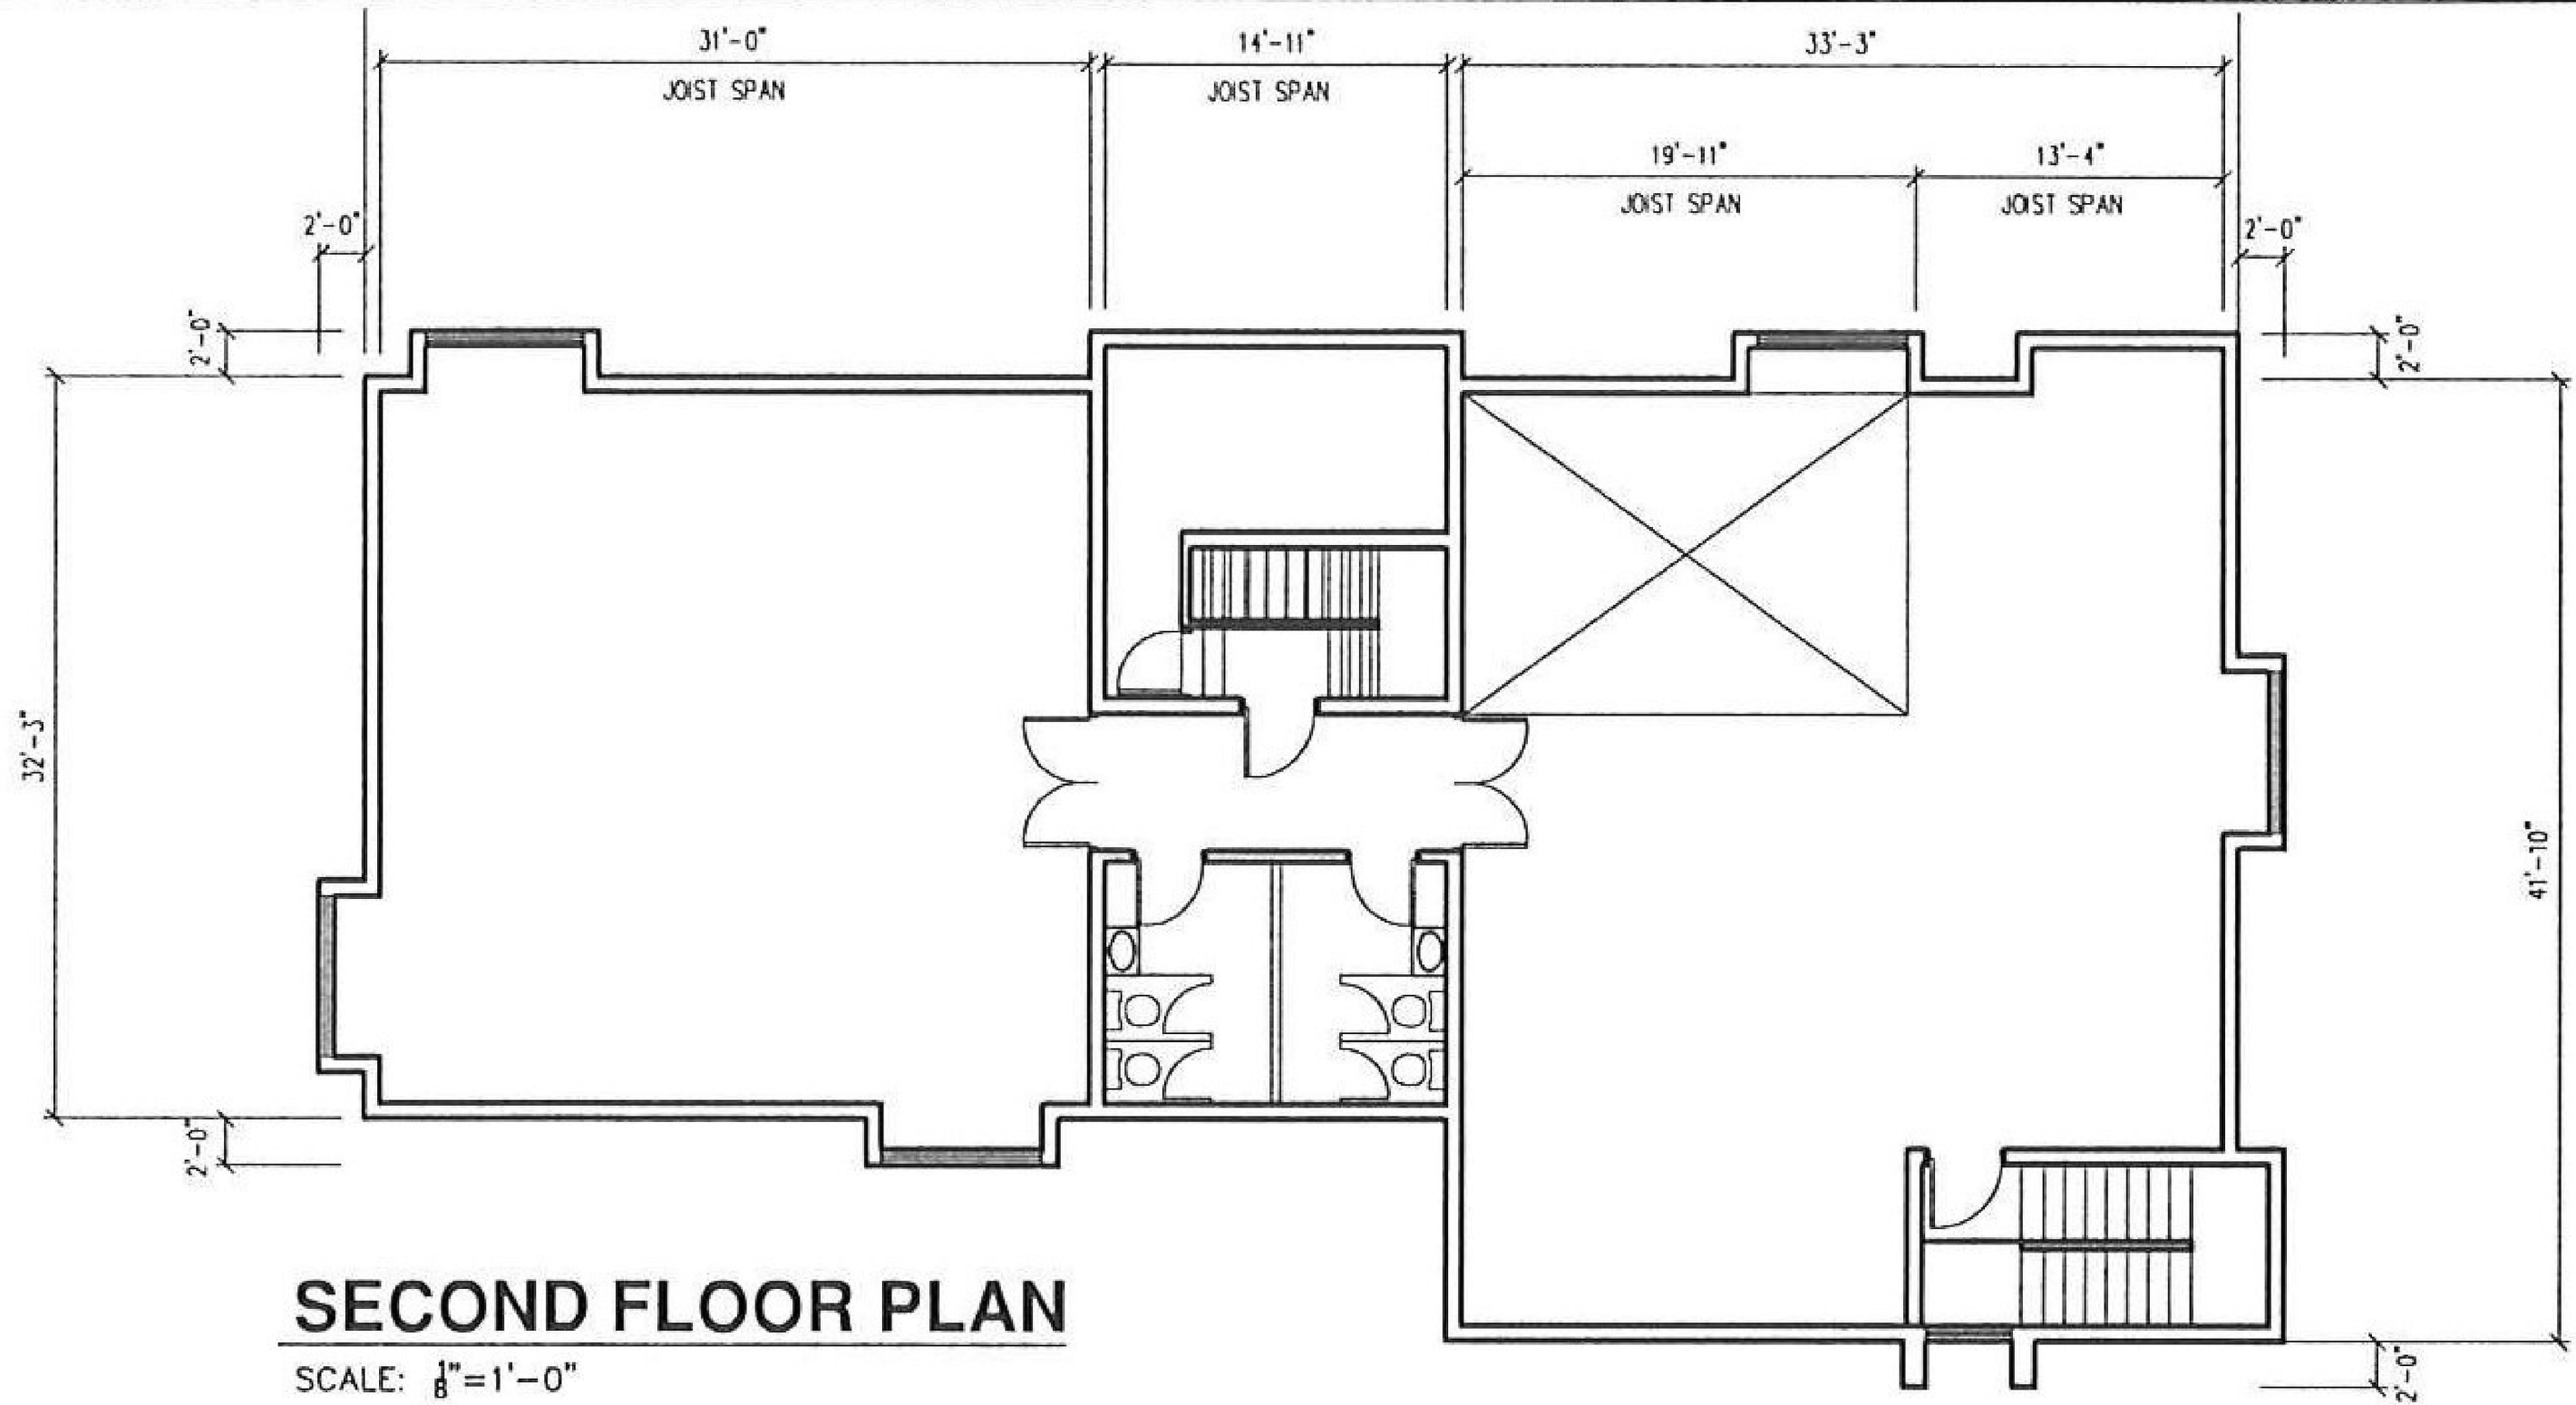 31'-0"
14'-11"
33'-3"
JOIST SPAN
JOIST SPAN
19'-11"
13'-4"
JOIST SPAN
JOIST SPAN
2'-0"
2'-0"
2'-0"
2'-0"
32'-3"
41'-10"
2'-0"
SECOND FLOOR PLAN
SCALE: 1/8"=1'-0"
2'-0"